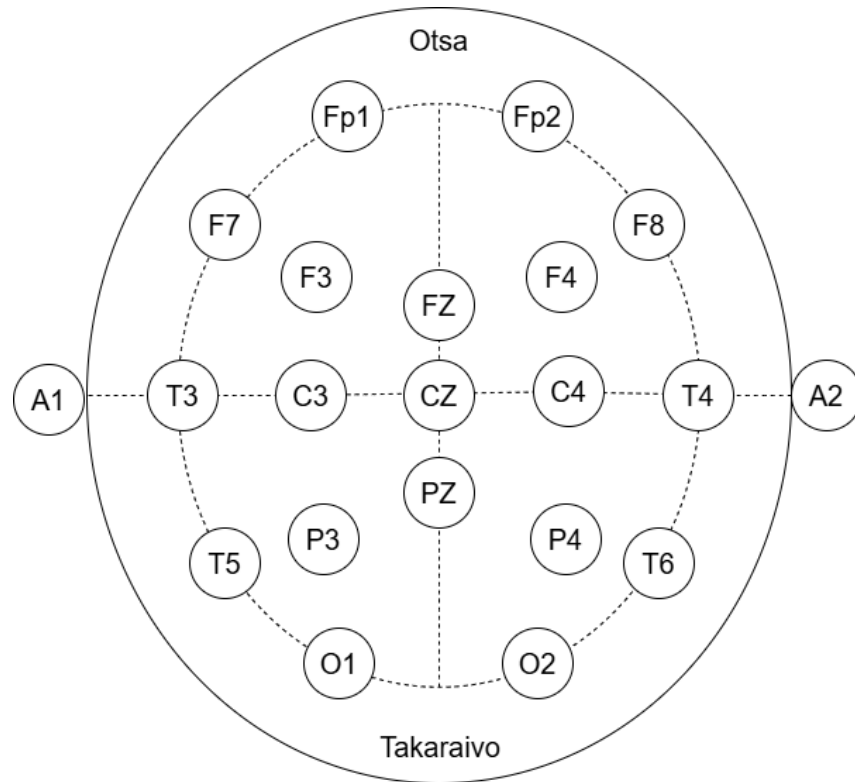 Otsa
Fp1 Fp2
F7 F8
F3 F4
FZ
A1 T3 C3 CZ C4 T4 A2
PZ
P3 P4
T5 T6
O1 O2
Takaraivo